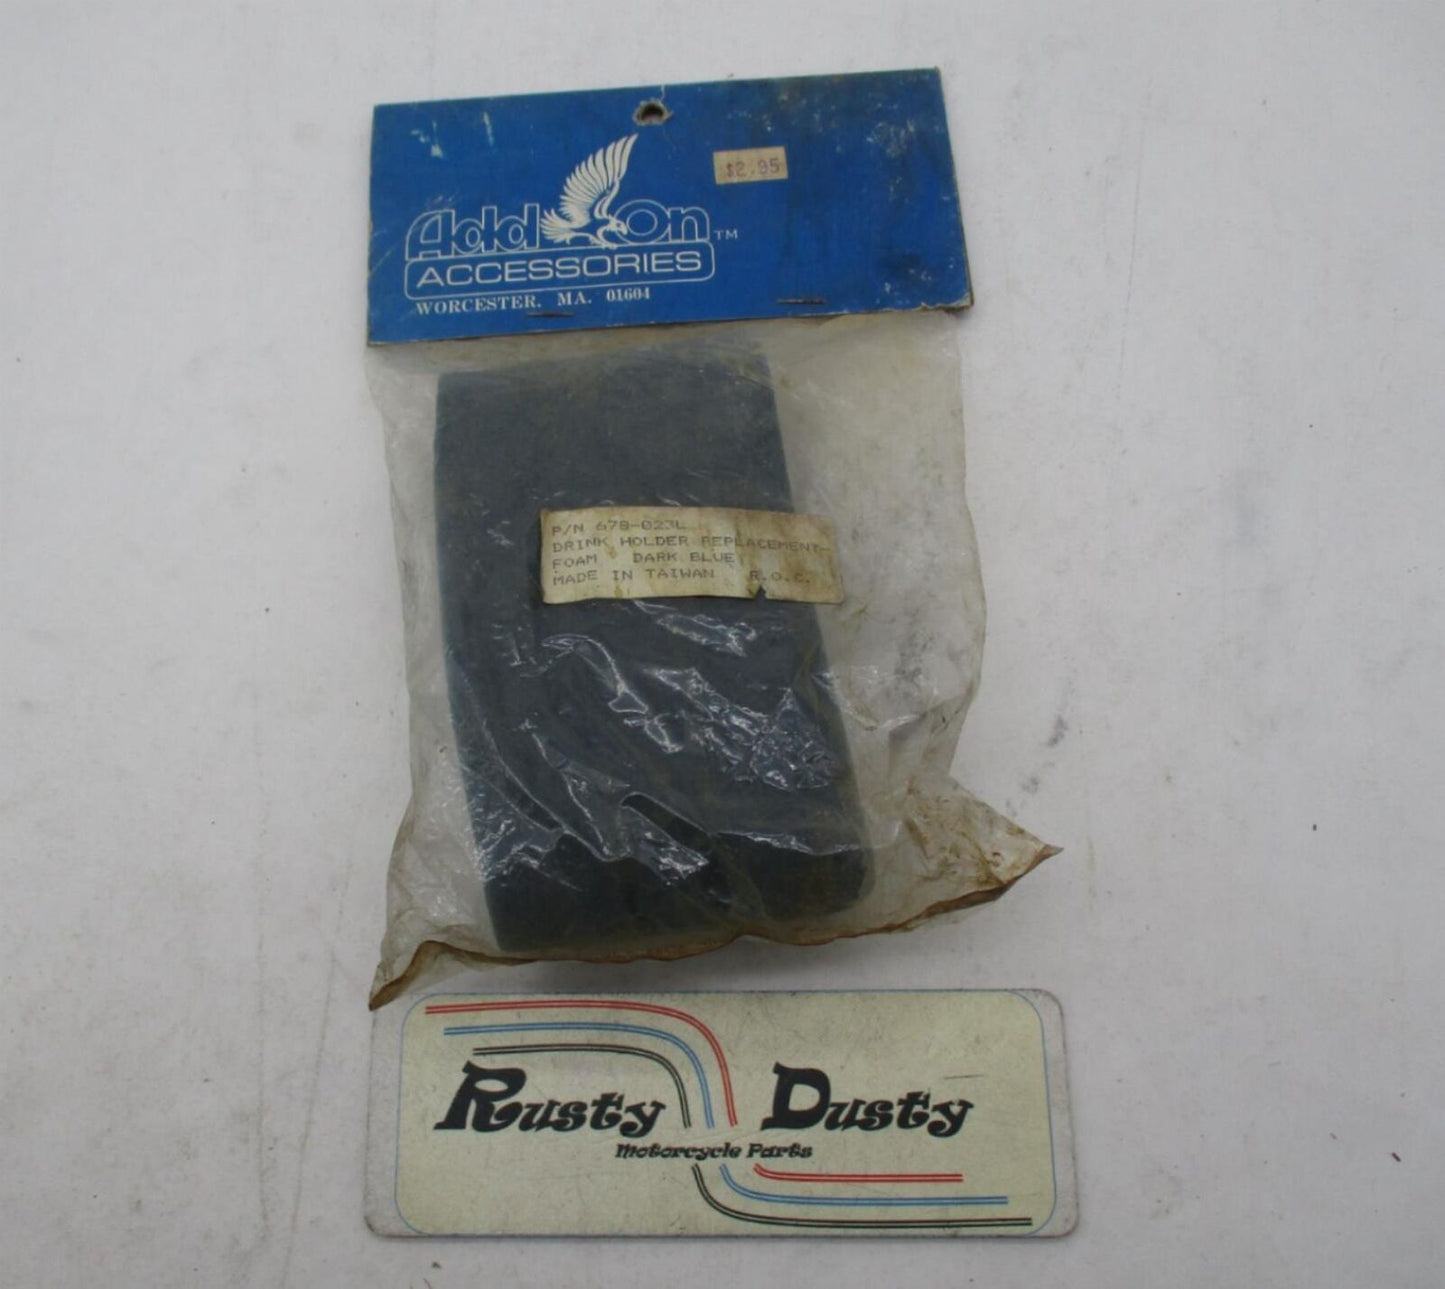 $2.95
Add On™
ACCESSORIES
WORCESTER, MA. 01604
P/N 678-023L
DRINK HOLDER REPLACEMENT-
FOAM DARK BLUE
MADE IN TAIWAN R.O.C.
Rusty Dusty
Motorcycle Parts